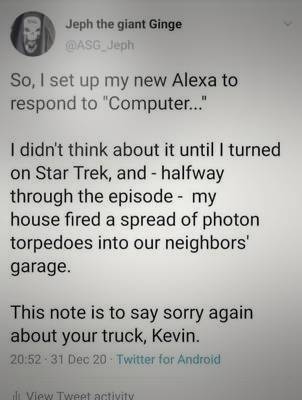 Jeph the giant Ginge
@ASG_Jeph
So, I set up my new Alexa to
respond to "Computer..."
I didn't think about it until I turned
on Star Trek, and - halfway
through the episode - my
house fired a spread of photon
torpedoes into our neighbors'
garage.
This note is to say sorry again
about your truck, Kevin.
20:52 · 31 Dec 20 · Twitter for Android
View Tweet activity